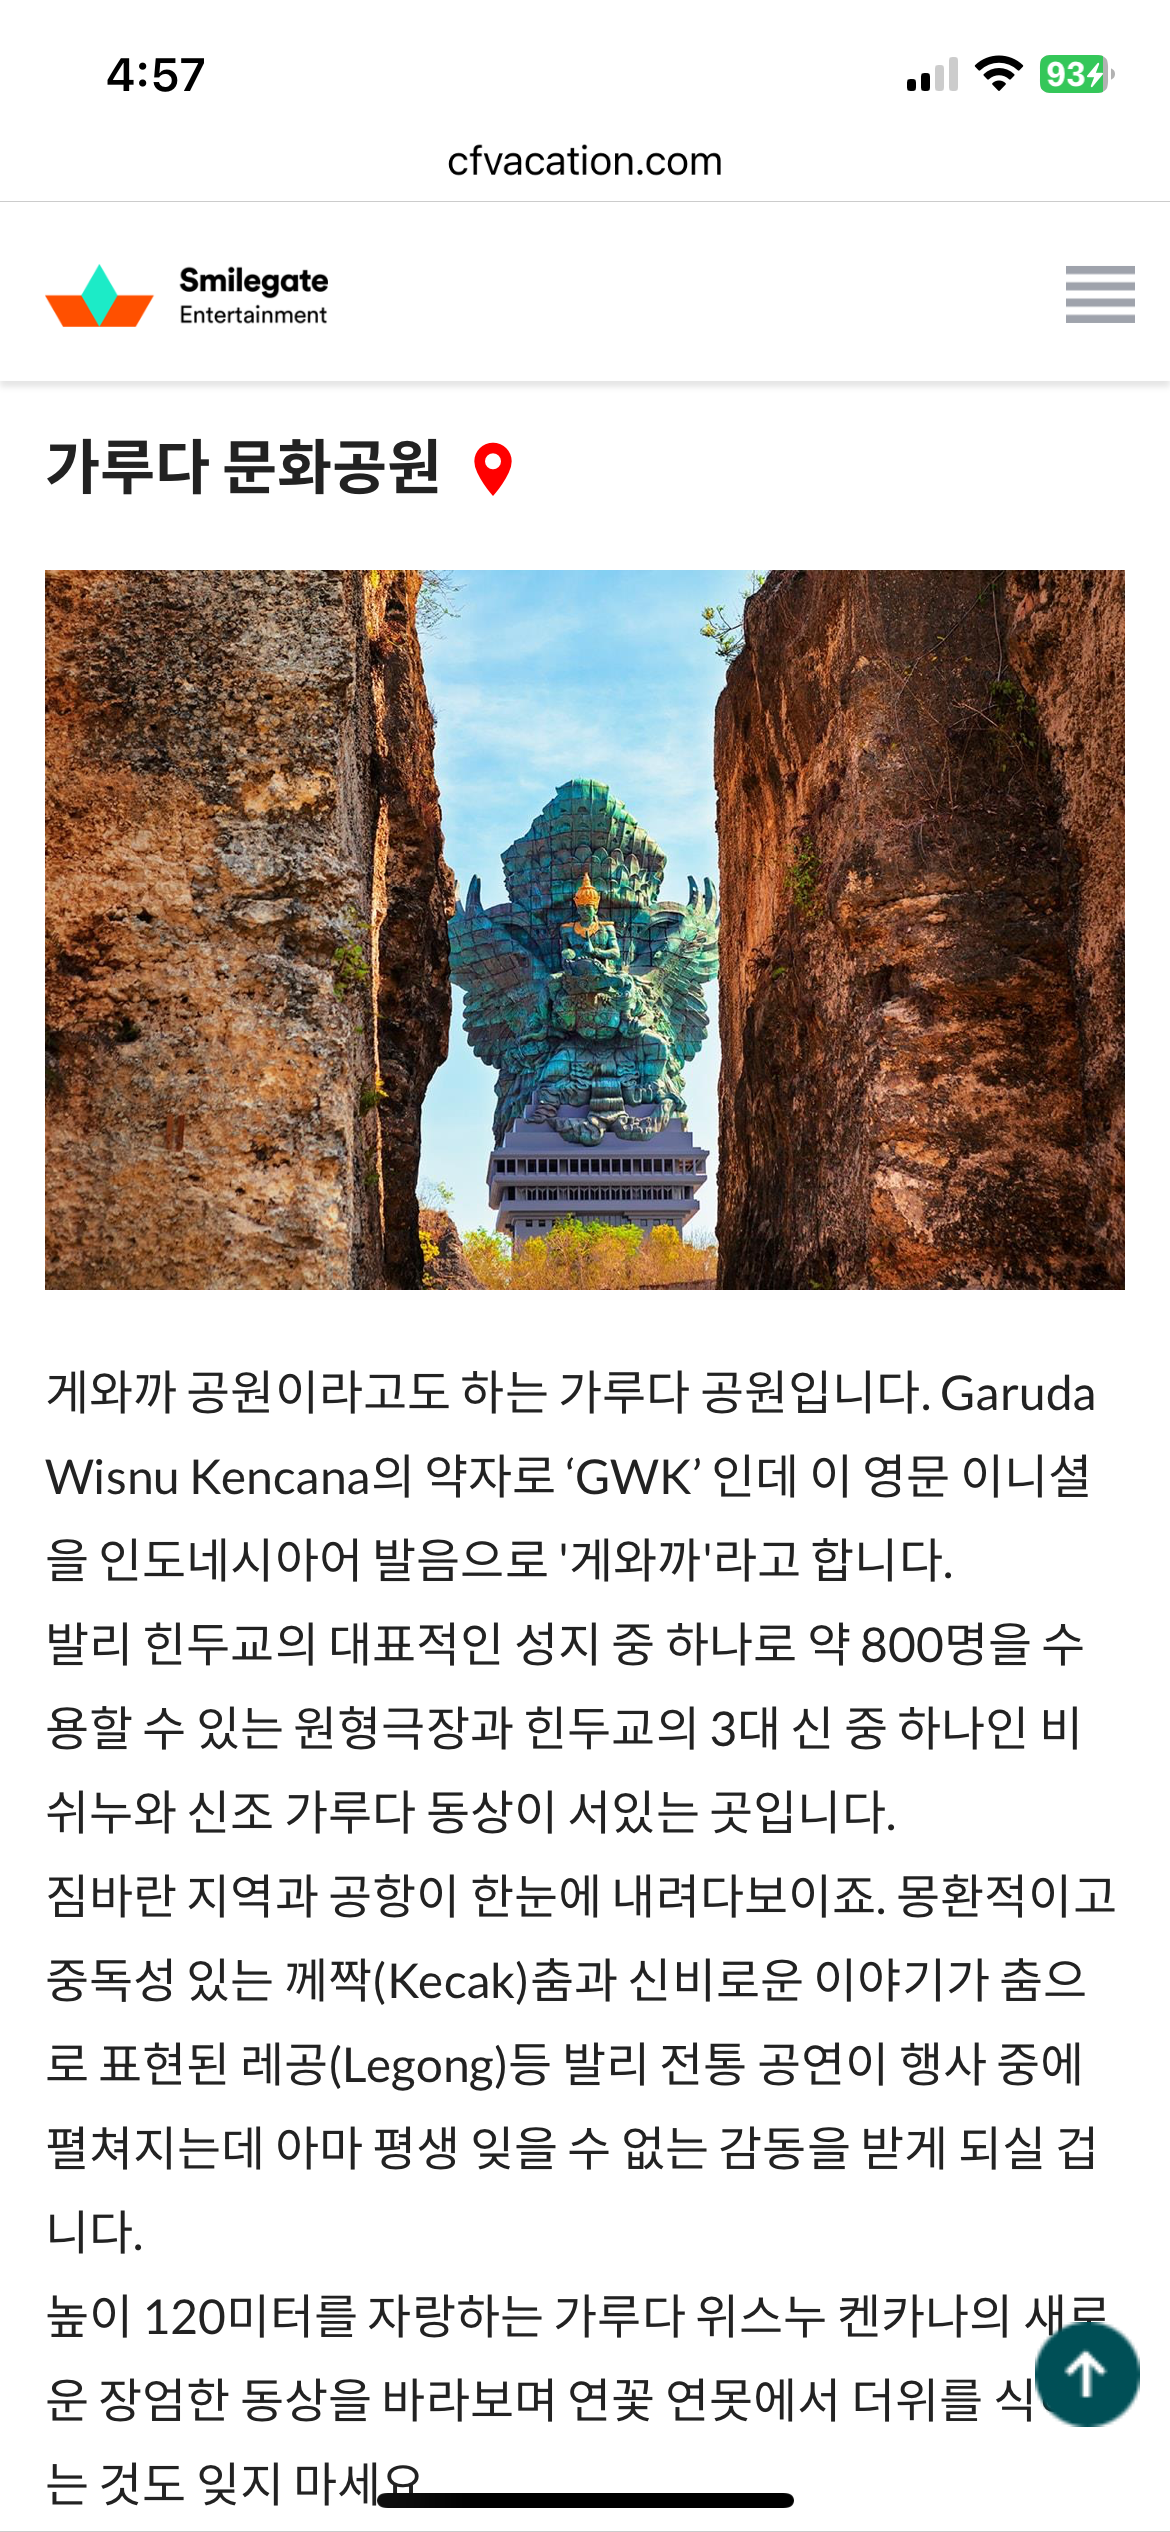 4:57
93
cfvacation.com
Smilegate
Entertainment
가루다 문화공원
게와까 공원이라고도 하는 가루다 공원입니다. Garuda
Wisnu Kencana의 약자로 ‘GWK’ 인데 이 영문 이니셜
을 인도네시아어 발음으로 '게와까'라고 합니다.
발리 힌두교의 대표적인 성지 중 하나로 약 800명을 수
용할 수 있는 원형극장과 힌두교의 3대 신 중 하나인 비
쉬누와 신조 가루다 동상이 서있는 곳입니다.
짐바란 지역과 공항이 한눈에 내려다보이죠. 몽환적이고
중독성 있는 께짝(Kecak)춤과 신비로운 이야기가 춤으
로 표현된 레공(Legong)등 발리 전통 공연이 행사 중에
펼쳐지는데 아마 평생 잊을 수 없는 감동을 받게 되실 겁
니다.
높이 120미터를 자랑하는 가루다 위스누 켄카나의 새로
운 장엄한 동상을 바라보며 연꽃 연못에서 더위를
는 것도 잊지 마세요